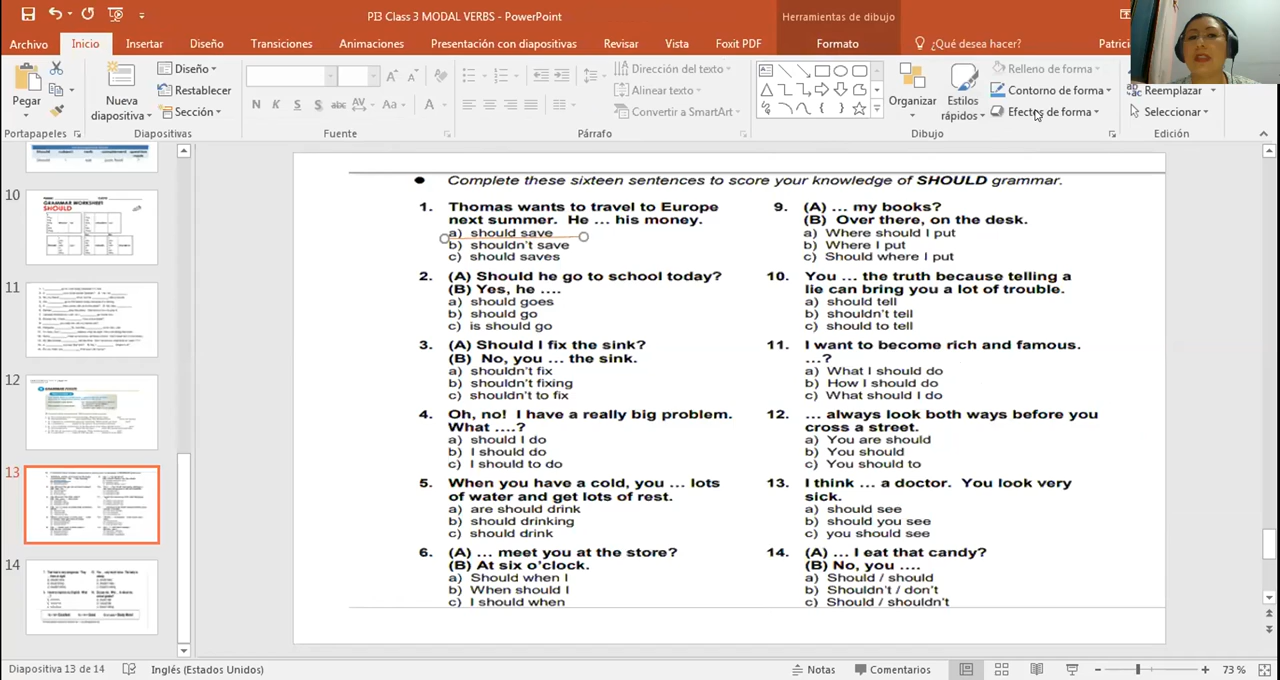 PI3 Class 3 MODAL VERBS - PowerPoint
Herramientas de dibujo
Archivo
Inicio
Insertar
Diseño
Transiciones
Animaciones
Presentación con diapositivas
Revisar
Vista
Foxit PDF
Formato
¿Qué desea hacer?
Patric
Pegar
Nueva
diapositiva
Diseño
Restablecer
Sección
N K S S abc AV Aa A
Dirección del texto
Alinear texto
Convertir a SmartArt
Organizar
Estilos
rápidos
Relleno de forma
Contorno de forma
Efectos de forma
Reemplazar
Seleccionar
Portapapeles
Diapositivas
Fuente
Párrafo
Dibujo
Edición
10
GRAMMAR WORKSHEET
SHOULD
11
12
13
14
● Complete these sixteen sentences to score your knowledge of SHOULD grammar.
1. Thomas wants to travel to Europe
next summer. He ... his money.
a) should save
b) shouldn't save
c) should saves
2. (A) Should he go to school today?
(B) Yes, he ....
a) should goes
b) should go
c) is should go
3. (A) Should I fix the sink?
(B) No, you ... the sink.
a) shouldn't fix
b) shouldn't fixing
c) shouldn't to fix
4. Oh, no! I have a really big problem.
What ....?
a) should I do
b) I should do
c) I should to do
5. When you have a cold, you ... lots
of water and get lots of rest.
a) are should drink
b) should drinking
c) should drink
6. (A) ... meet you at the store?
(B) At six o'clock.
a) Should when I
b) When should I
c) I should when
9. (A) ... my books?
(B) Over there, on the desk.
a) Where should I put
b) Where I put
c) Should where I put
10. You ... the truth because telling a
lie can bring you a lot of trouble.
a) should tell
b) shouldn't tell
c) should to tell
11. I want to become rich and famous.
...?
a) What I should do
b) How I should do
c) What should I do
12. ... always look both ways before you
cross a street.
a) You are should
b) You should
c) You should to
13. I think ... a doctor. You look very
sick.
a) should see
b) should you see
c) you should see
14. (A) ... I eat that candy?
(B) No, you ....
a) Should / should
b) Shouldn't / don't
c) Should / shouldn't
Diapositiva 13 de 14
Inglés (Estados Unidos)
Notas
Comentarios
73 %